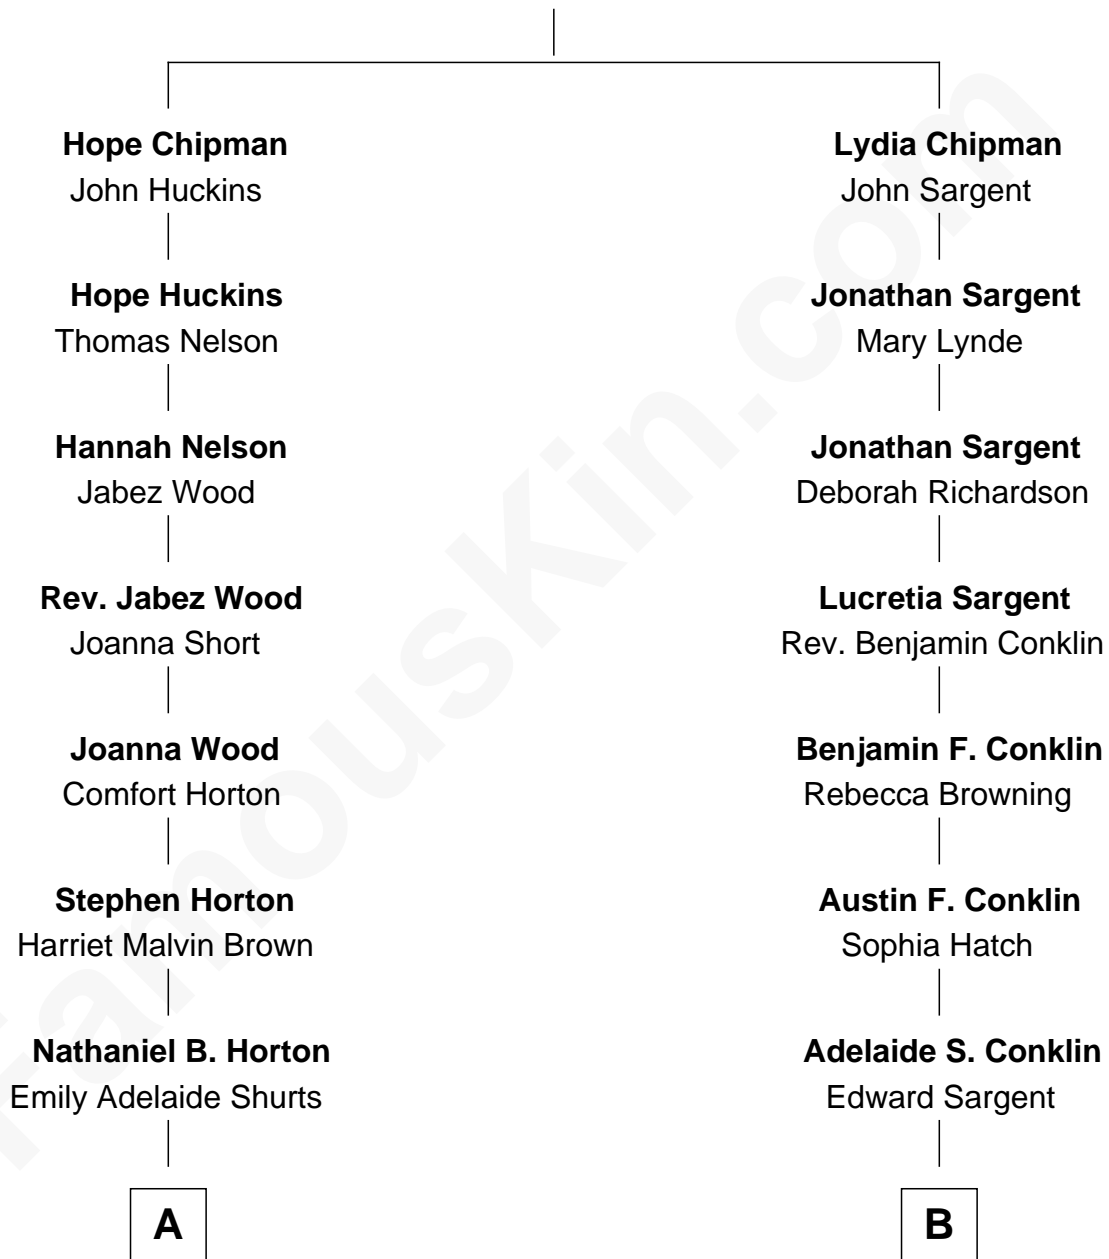 Hope Chipman
John Huckins
Hope Huckins
Thomas Nelson
Hannah Nelson
Jabez Wood
Rev. Jabez Wood
Joanna Short
Joanna Wood
Comfort Horton
Stephen Horton
Harriet Malvin Brown
Nathaniel B. Horton
Emily Adelaide Shurts
A
Lydia Chipman
John Sargent
Jonathan Sargent
Mary Lynde
Jonathan Sargent
Deborah Richardson
Lucretia Sargent
Rev. Benjamin Conklin
Benjamin F. Conklin
Rebecca Browning
Austin F. Conklin
Sophia Hatch
Adelaide S. Conklin
Edward Sargent
B
FamousKin.com